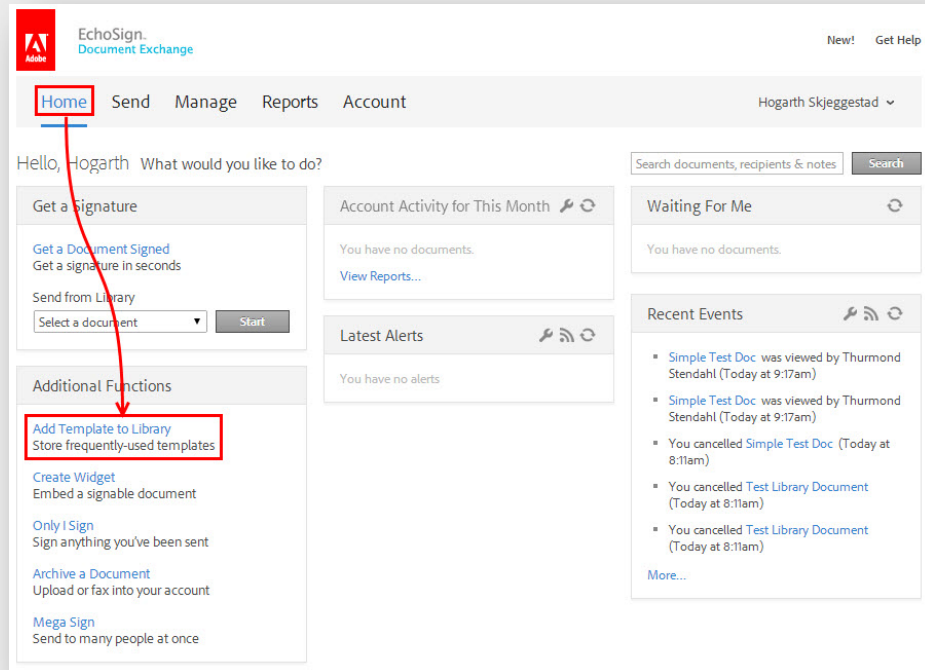 Adobe
EchoSign.
Document Exchange
New! Get Help
Home Send Manage Reports Account
Hogarth Skjeggestad
Hello, Hogarth What would you like to do?
Search documents, recipients & notes Search
Get a Signature
Get a Document Signed
Get a signature in seconds
Send from Library
Select a document Start
Additional Functions
Add Template to Library
Store frequently-used templates
Create Widget
Embed a signable document
Only I Sign
Sign anything you've been sent
Archive a Document
Upload or fax into your account
Mega Sign
Send to many people at once
Account Activity for This Month
You have no documents.
View Reports...
Latest Alerts
You have no alerts
Waiting For Me
You have no documents.
Recent Events
Simple Test Doc was viewed by Thurmond
Stendahl (Today at 9:17am)
Simple Test Doc was viewed by Thurmond
Stendahl (Today at 9:17am)
You cancelled Simple Test Doc (Today at
8:11am)
You cancelled Test Library Document
(Today at 8:11am)
You cancelled Test Library Document
(Today at 8:11am)
More...